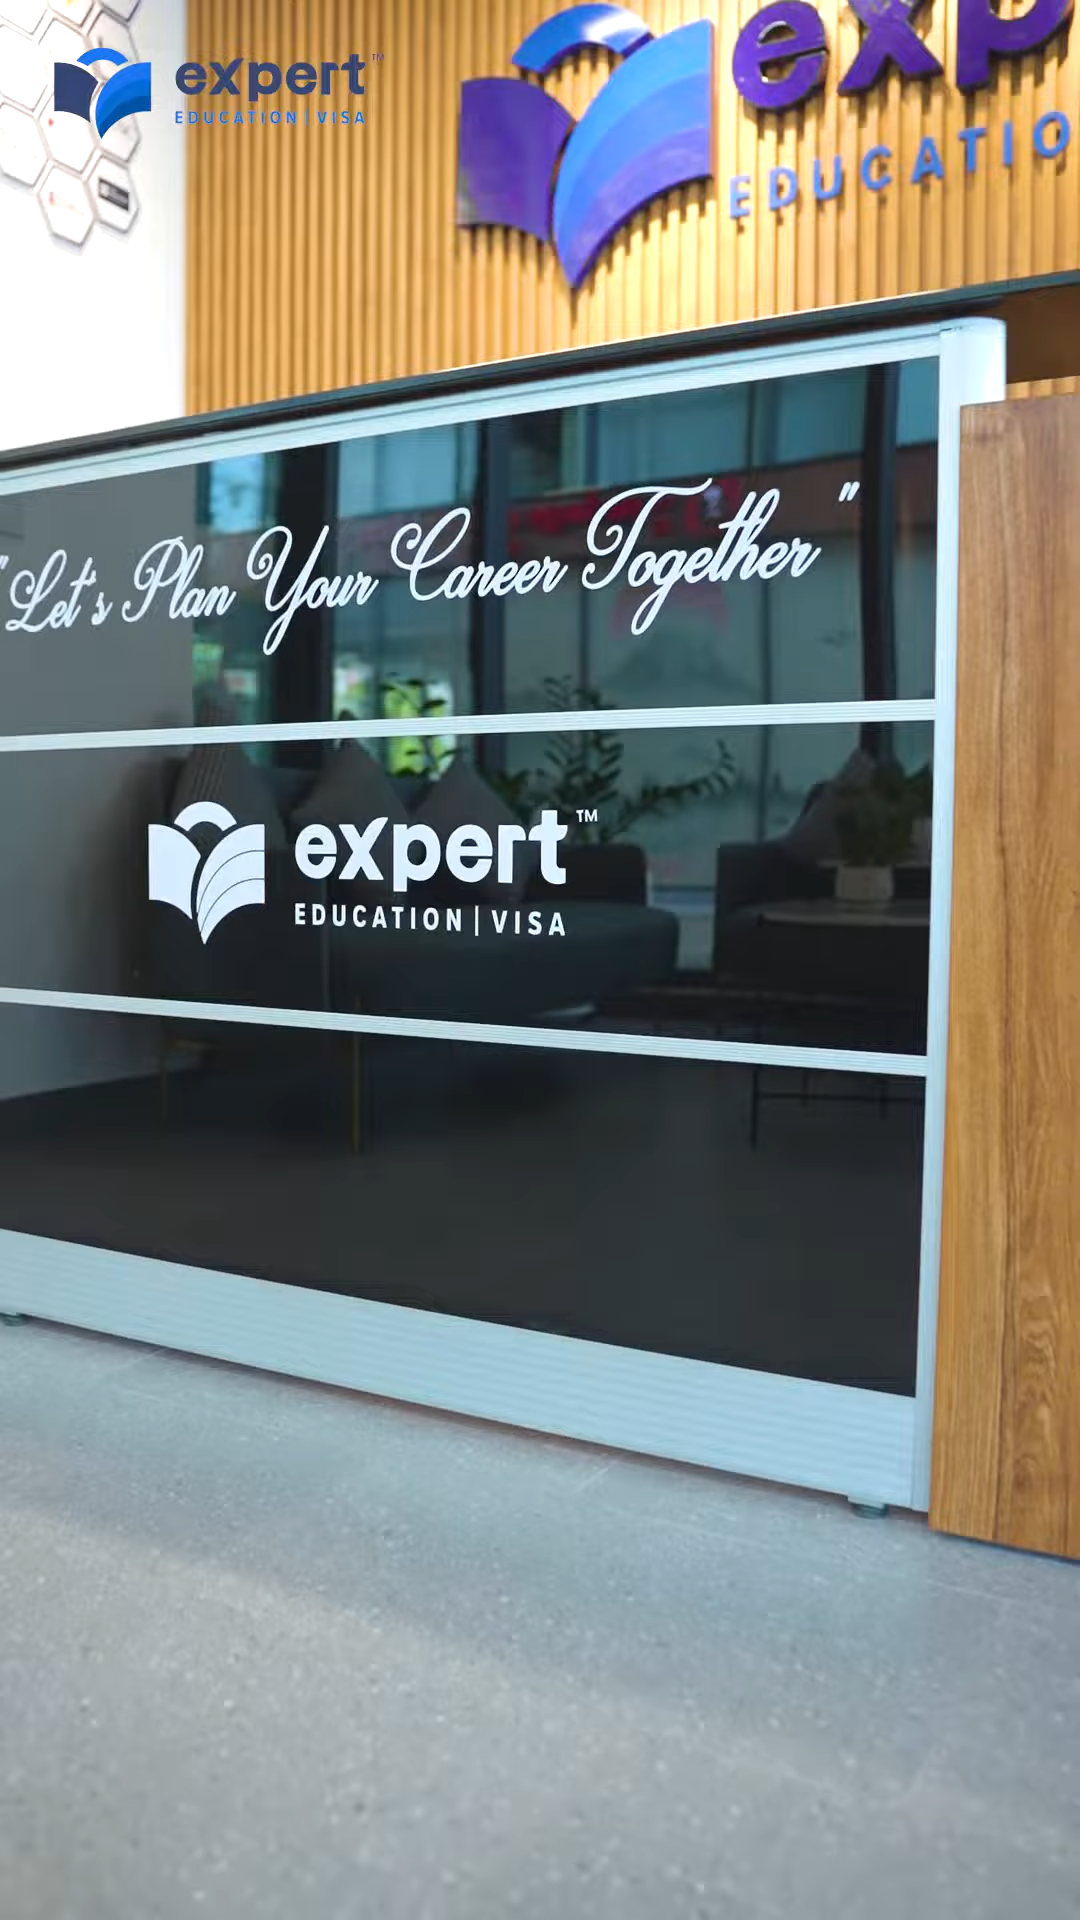 expert™
EDUCATION | VISA
exp
EDUCATIO
"Let's Plan Your Career Together"
expert™
EDUCATION | VISA